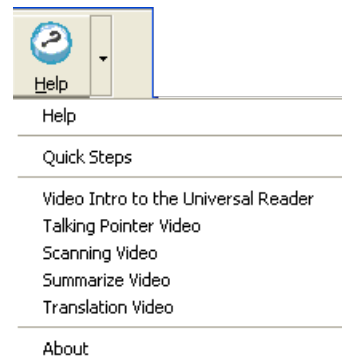 Help
Help
Quick Steps
Video Intro to the Universal Reader
Talking Pointer Video
Scanning Video
Summarize Video
Translation Video
About